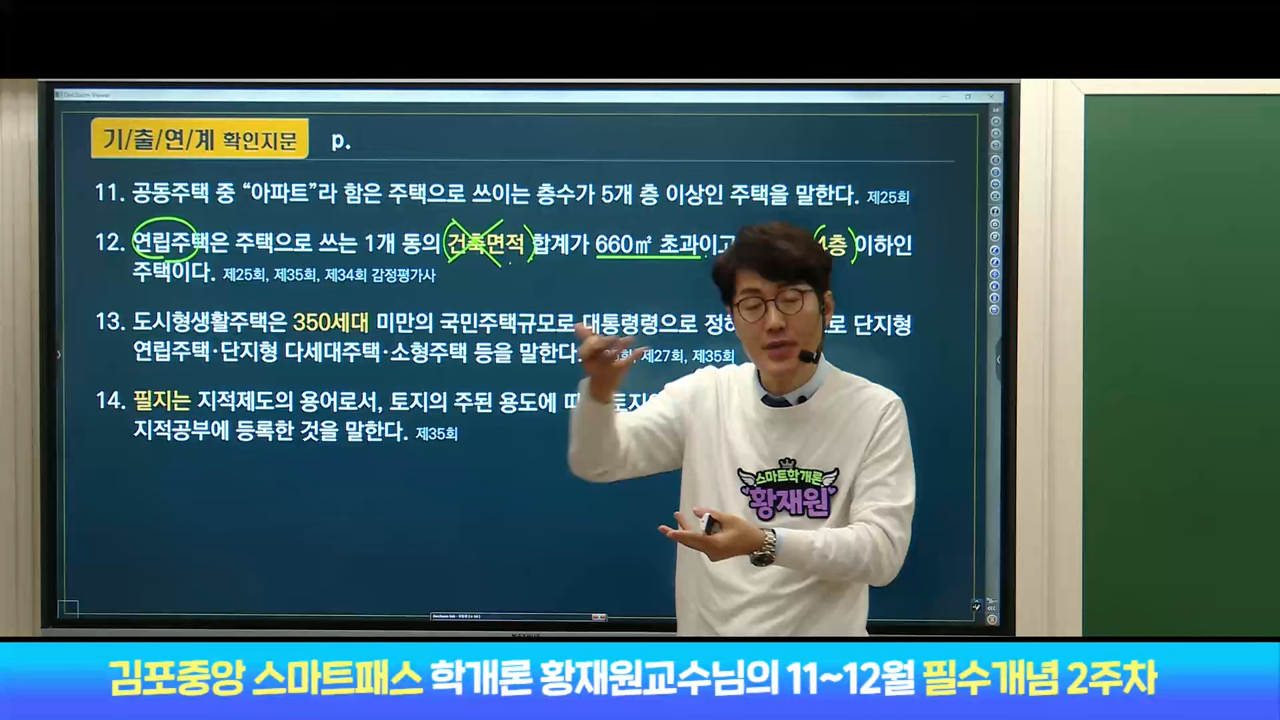 기/출/연/계 확인지문 p.
11. 공동주택 중 “아파트”라 함은 주택으로 쓰이는 층수가 5개 층 이상인 주택을 말한다. 제25회
12. 연립주택은 주택으로 쓰는 1개 동의 건축면적 합계가 660㎡ 초과이고 4층 이하인
주택이다. 제25회, 제35회, 제34회 감정평가사
13. 도시형생활주택은 350세대 미만의 국민주택규모로 대통령령으로 단지형
연립주택·단지형 다세대주택·소형주택 등을 말한다. 제27회, 제35회
14. 필지는 지적제도의 용어로서, 토지의 주된 용도에
지적공부에 등록한 것을 말한다. 제35회
스마트학개론
황재원
김포중앙 스마트패스 학개론 황재원교수님의 11~12월 필수개념 2주차